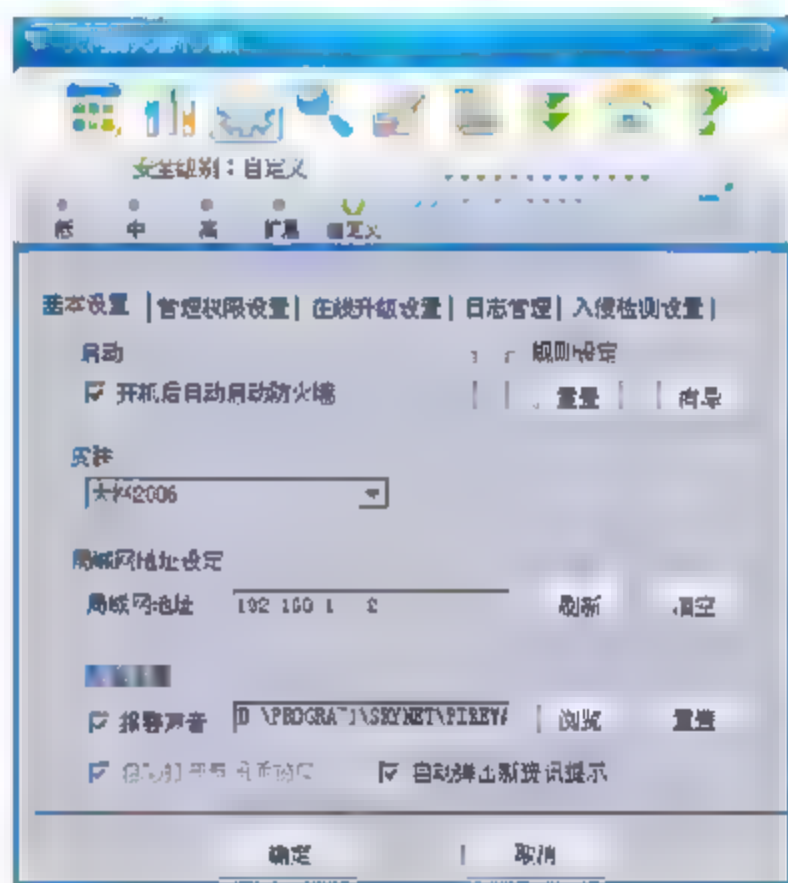 安全级别：自定义
低 中 高 扩展 自定义
基本设置 | 管理权限设置 | 在线升级设置 | 日志管理 | 入侵检测设置 |
启动 规则设定
开机后自动启动防火墙 重置 向导
皮肤
2006
局域网地址设定
局域网地址 刷新 清空
报警声音 浏览 重置
自动弹出新资讯提示
确定 取消